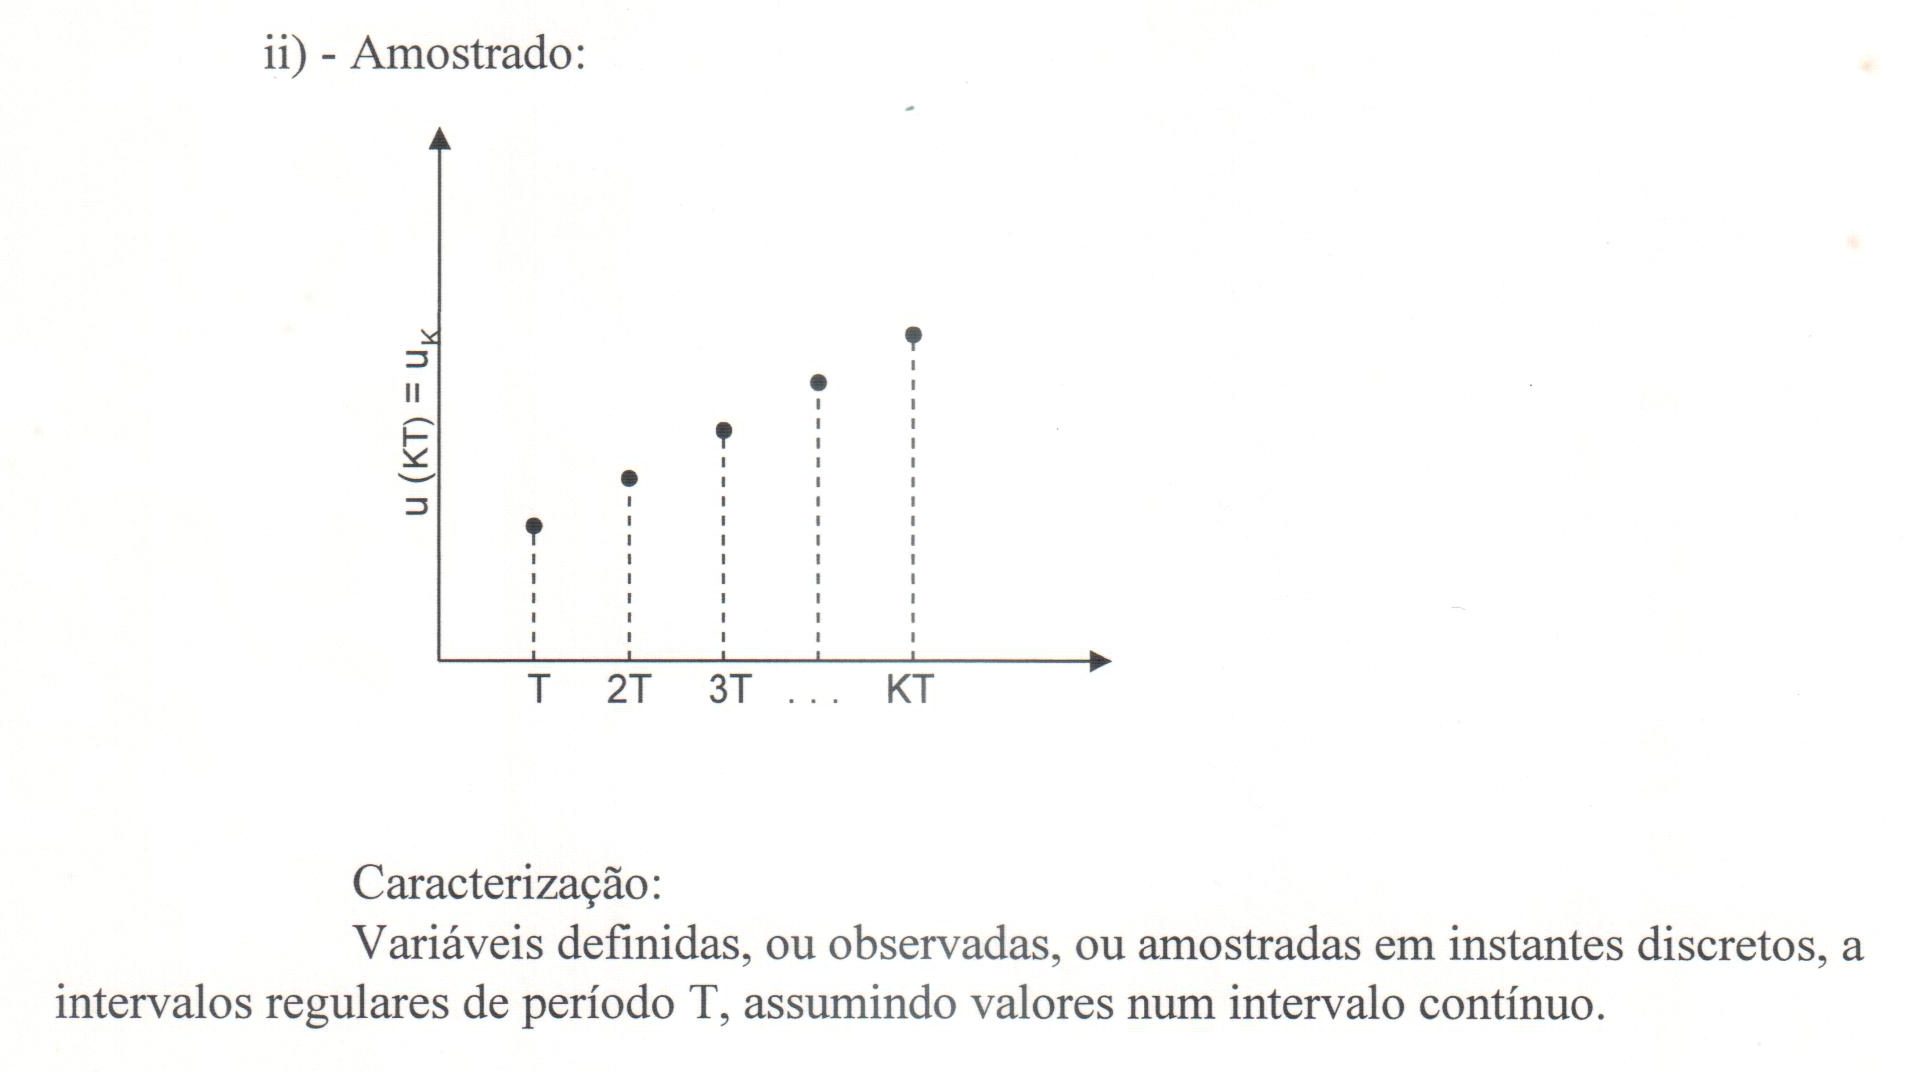 ii) - Amostrado:
u (KT) = uK
T 2T 3T . . . KT
Caracterização:
Variáveis definidas, ou observadas, ou amostradas em instantes discretos, a
intervalos regulares de período T, assumindo valores num intervalo contínuo.